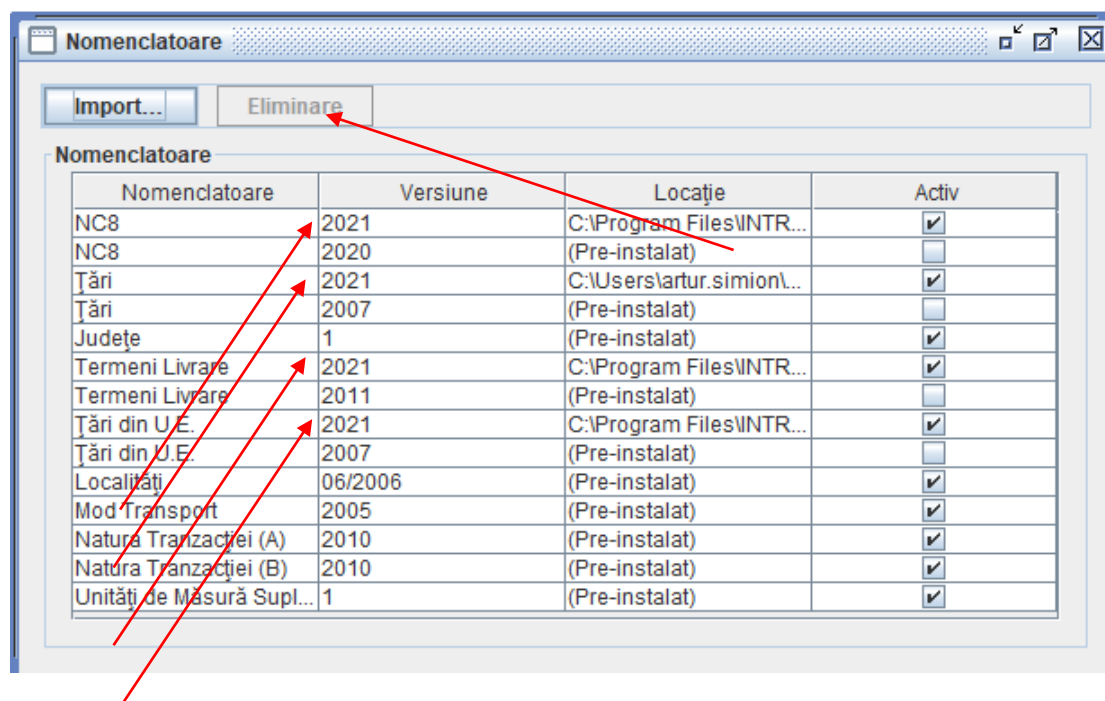 Nomenclatoare
Import... Eliminare
Nomenclatoare
Nomenclatoare Versiune Locaţie Activ
NC8 2021 C:\Program Files\INTR...
NC8 2020 (Pre-instalat)
Ţări 2021 C:\Users\artur.simion\...
Ţări 2007 (Pre-instalat)
Judeţe 1 (Pre-instalat)
Termeni Livrare 2021 C:\Program Files\INTR...
Termeni Livrare 2011 (Pre-instalat)
Ţări din U.E. 2021 C:\Program Files\INTR...
Ţări din U.E. 2007 (Pre-instalat)
Localităţi 06/2006 (Pre-instalat)
Mod Transport 2005 (Pre-instalat)
Natura Tranzacţiei (A) 2010 (Pre-instalat)
Natura Tranzacţiei (B) 2010 (Pre-instalat)
Unităţi de Măsură Supl... 1 (Pre-instalat)